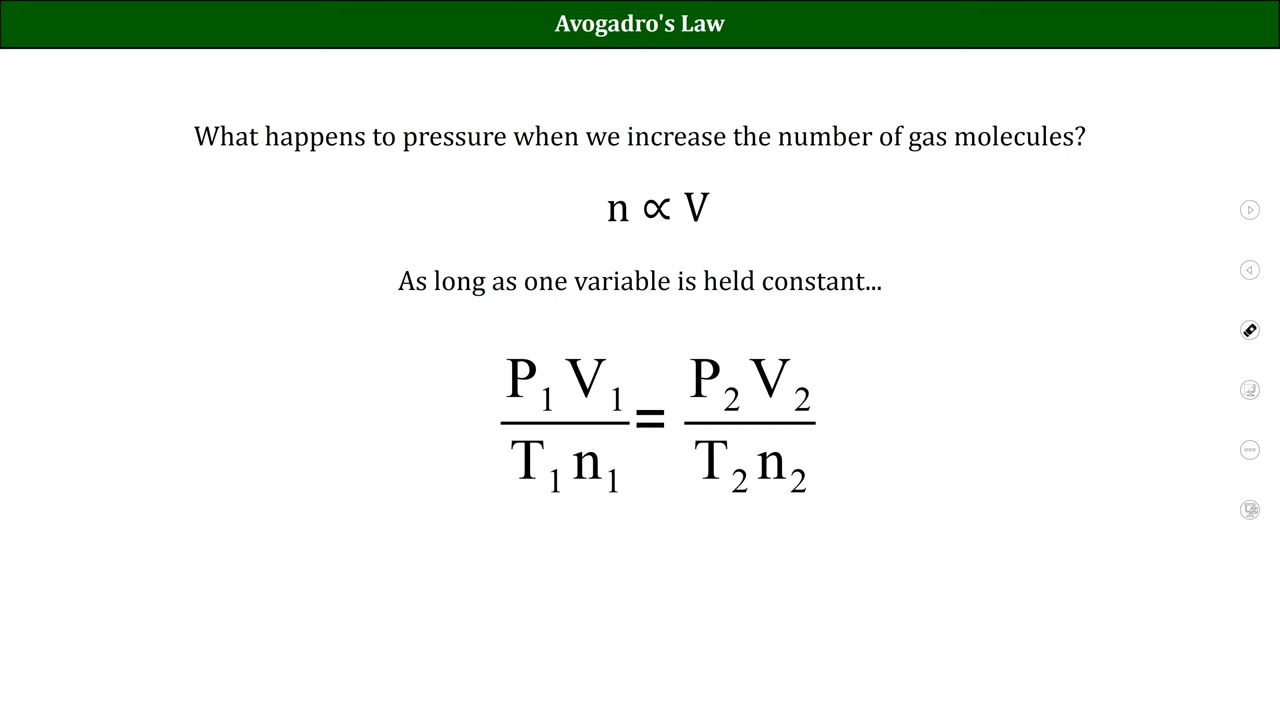 Avogadro's Law
What happens to pressure when we increase the number of gas molecules?
n ∝ V
As long as one variable is held constant...
P₁ V₁ / T₁ n₁ = P₂ V₂ / T₂ n₂